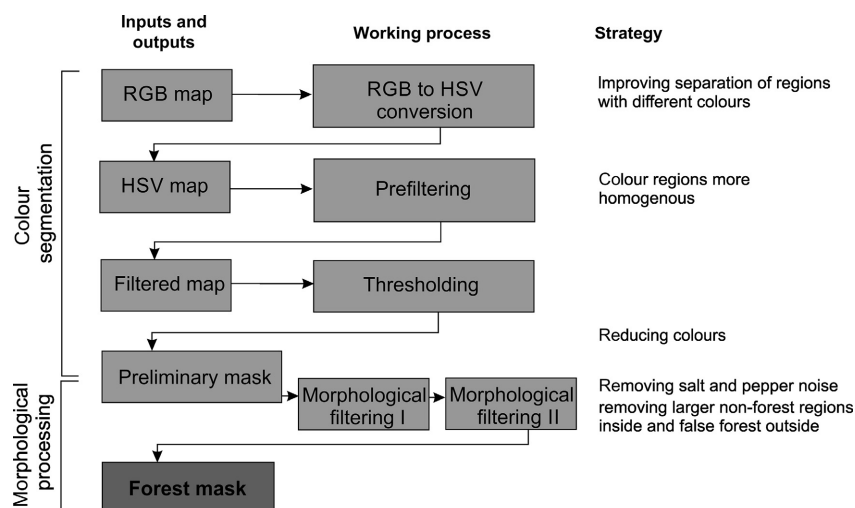 Inputs and
outputs
Working process
Strategy
RGB map
RGB to HSV
conversion
Improving separation of regions
with different colours
HSV map
Prefiltering
Colour regions more
homogenous
Colour
segmentation
Filtered map
Thresholding
Reducing colours
Preliminary mask
Morphological
filtering I
Morphological
filtering II
Removing salt and pepper noise
removing larger non-forest regions
inside and false forest outside
Morphological
processing
Forest mask